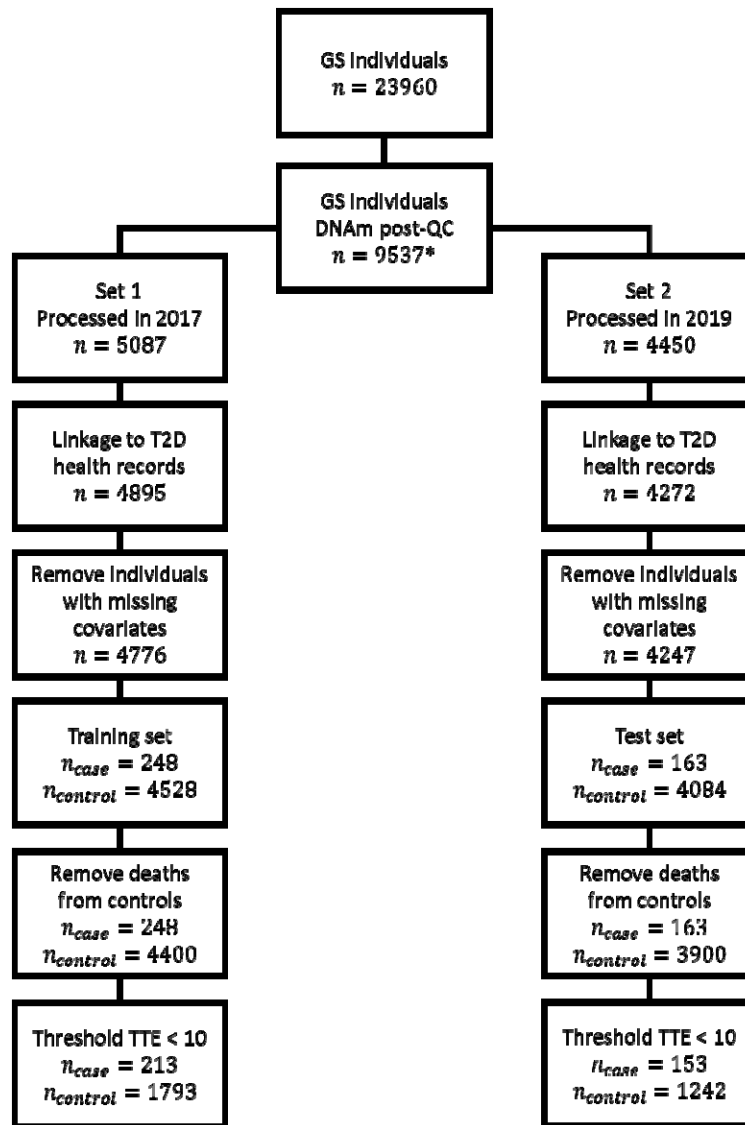 GS Individuals
n = 23960
GS Individuals
DNAm post-QC
n = 9537*
Set 1
Processed in 2017
n = 5087
Linkage to T2D
health records
n = 4895
Remove individuals
with missing
covariates
n = 4776
Training set
n_case = 248
n_control = 4528
Remove deaths
from controls
n_case = 248
n_control = 4400
Threshold TTE < 10
n_case = 213
n_control = 1793
Set 2
Processed in 2019
n = 4450
Linkage to T2D
health records
n = 4272
Remove individuals
with missing
covariates
n = 4247
Test set
n_case = 163
n_control = 4084
Remove deaths
from controls
n_case = 163
n_control = 3900
Threshold TTE < 10
n_case = 153
n_control = 1242